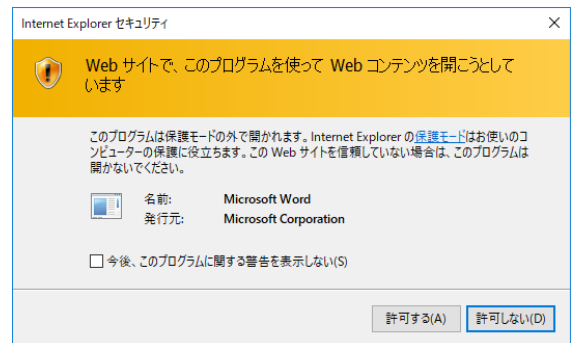 Internet Explorer セキュリティ
Web サイトで、このプログラムを使って Web コンテンツを開こうとして
います
このプログラムは保護モードの外で開かれます。Internet Explorer の保護モードはお使いのコ
ンピューターの保護に役立ちます。この Web サイトを信頼していない場合は、このプログラムは
開かないでください。
名前: Microsoft Word
発行元: Microsoft Corporation
今後、このプログラムに関する警告を表示しない(S)
許可する(A) 許可しない(D)